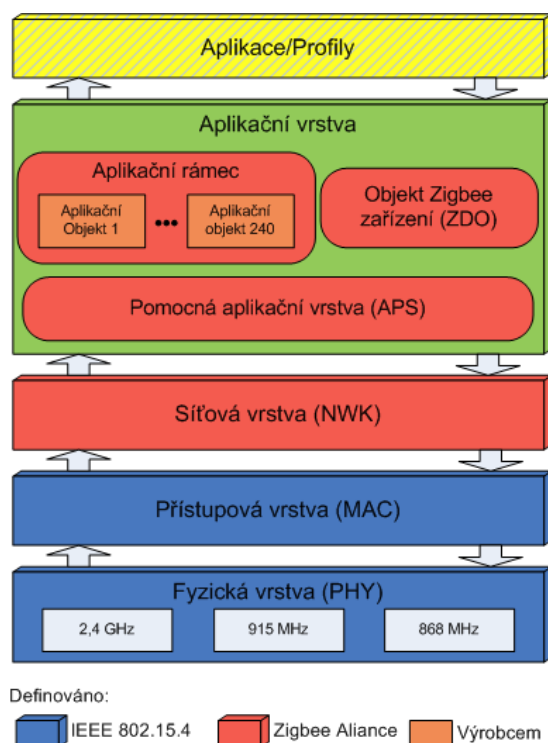 Aplikace/Profily
Aplikační vrstva
Aplikační rámec
Aplikační
Objekt 1
•••
Aplikační
objekt 240
Objekt Zigbee
zařízení (ZDO)
Pomocná aplikační vrstva (APS)
Síťová vrstva (NWK)
Přístupová vrstva (MAC)
Fyzická vrstva (PHY)
2,4 GHz
915 MHz
868 MHz
Definováno:
IEEE 802.15.4
Zigbee Aliance
Výrobcem